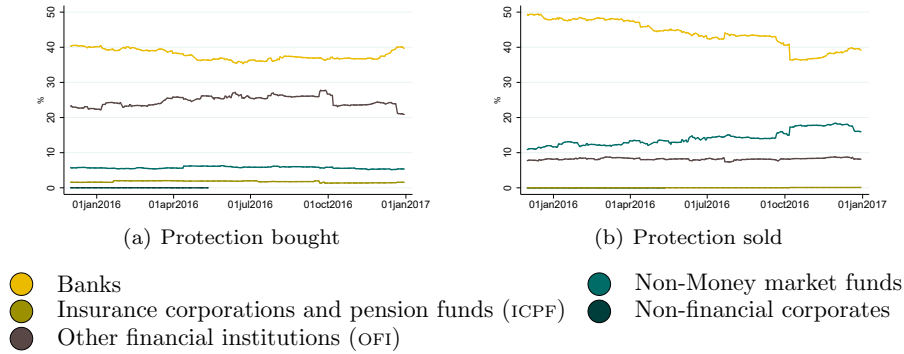 50
40
30
%
20
10
0
01jan2016 01apr2016 01jul2016 01oct2016 01jan2017
(a) Protection bought
50
40
30
%
20
10
0
01jan2016 01apr2016 01jul2016 01oct2016 01jan2017
(b) Protection sold
Banks
Insurance corporations and pension funds (ICPF)
Other financial institutions (OFI)
Non-Money market funds
Non-financial corporates